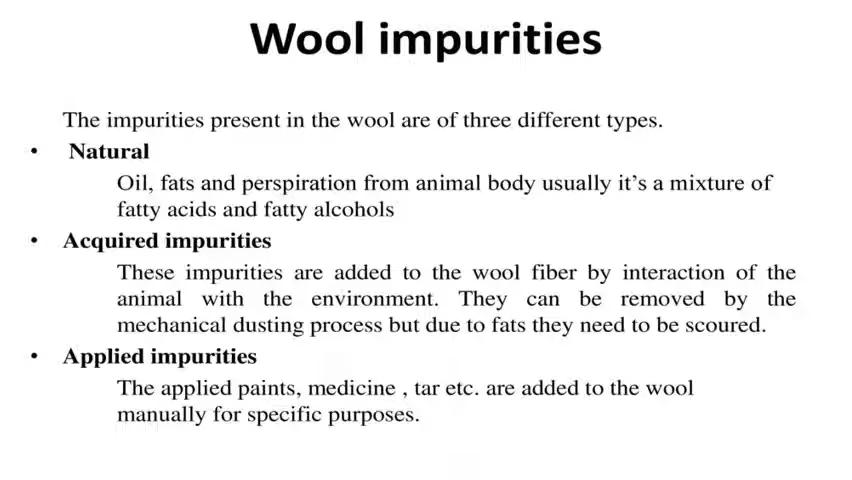 Wool impurities
The impurities present in the wool are of three different types.
• Natural
Oil, fats and perspiration from animal body usually it’s a mixture of
fatty acids and fatty alcohols
• Acquired impurities
These impurities are added to the wool fiber by interaction of the
animal with the environment. They can be removed by the
mechanical dusting process but due to fats they need to be scoured.
• Applied impurities
The applied paints, medicine , tar etc. are added to the wool
manually for specific purposes.